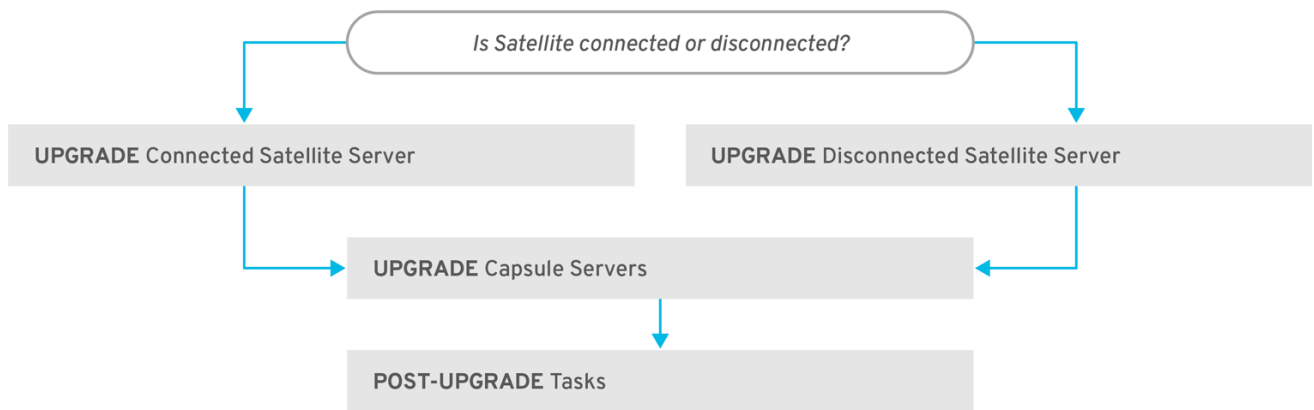 Is Satellite connected or disconnected?
UPGRADE Connected Satellite Server
UPGRADE Disconnected Satellite Server
UPGRADE Capsule Servers
POST-UPGRADE Tasks